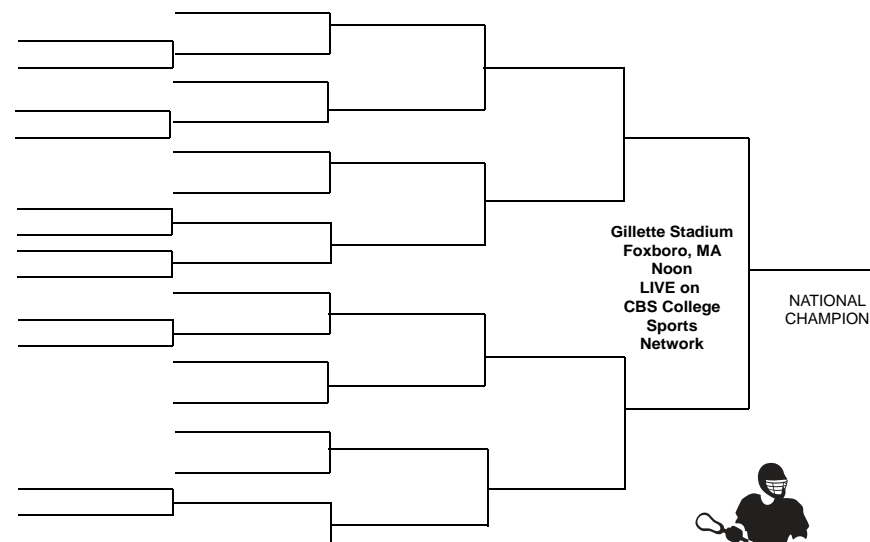 Gillette Stadium
Foxboro, MA
Noon
LIVE on
CBS College
Sports
Network
NATIONAL
CHAMPION